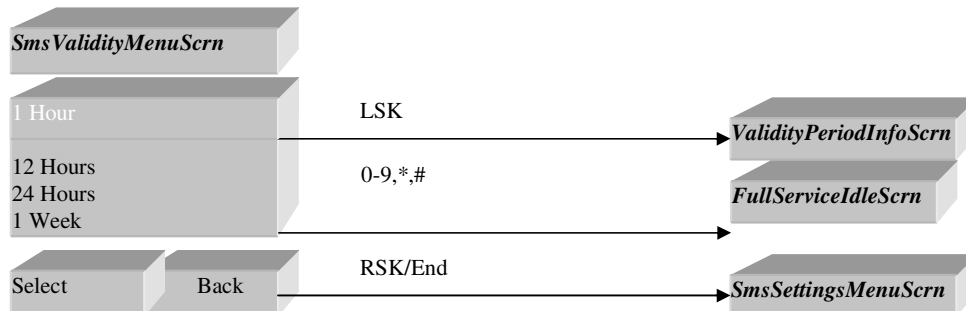 SmsValidityMenuScrn
1 Hour
LSK
ValidityPeriodInfoScrn
12 Hours
24 Hours
1 Week
0-9,*,#
FullServiceIdleScrn
Select
Back
RSK/End
SmsSettingsMenuScrn